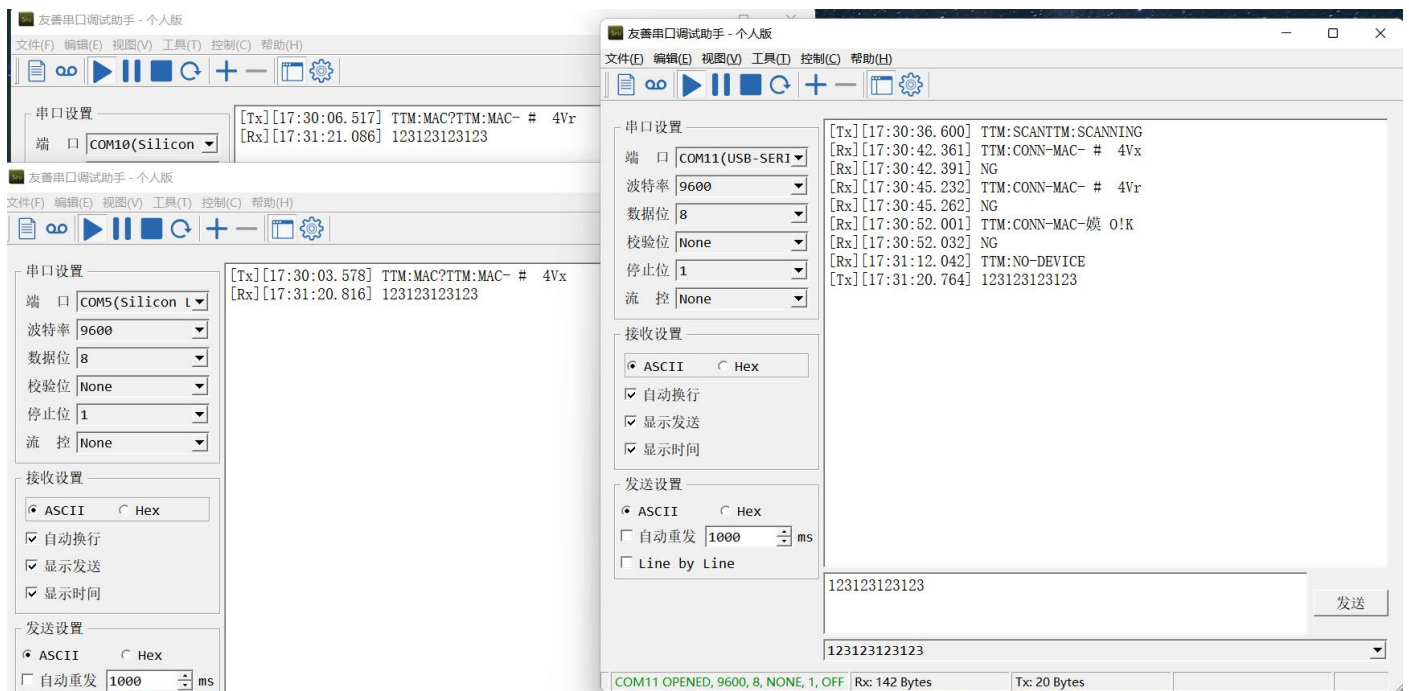 友善串口调试助手 - 个人版
文件(F) 编辑(E) 视图(V) 工具(T) 控制(C) 帮助(H)
串口设置
端 口 COM10(Silicon
[Tx][17:30:06.517] TTM:MAC?TTM:MAC- # 4Vr
[Rx][17:31:21.086] 123123123123
友善串口调试助手 - 个人版
文件(F) 编辑(E) 视图(V) 工具(T) 控制(C) 帮助(H)
串口设置
端 口 COM5(Silicon L
波特率 9600
数据位 8
校验位 None
停止位 1
流 控 None
接收设置
ASCII Hex
自动换行
显示发送
显示时间
发送设置
ASCII Hex
自动重发 1000 ms
[Tx][17:30:03.578] TTM:MAC?TTM:MAC- # 4Vx
[Rx][17:31:20.816] 123123123123
友善串口调试助手 - 个人版
文件(F) 编辑(E) 视图(V) 工具(T) 控制(C) 帮助(H)
串口设置
端 口 COM11(USB-SERI
波特率 9600
数据位 8
校验位 None
停止位 1
流 控 None
接收设置
ASCII Hex
自动换行
显示发送
显示时间
发送设置
ASCII Hex
自动重发 1000 ms
Line by Line
[Tx][17:30:36.600] TTM:SCANTTM:SCANNING
[Rx][17:30:42.361] TTM:CONN-MAC- # 4Vx
[Rx][17:30:42.391] NG
[Rx][17:30:45.232] TTM:CONN-MAC- # 4Vr
[Rx][17:30:45.262] NG
[Rx][17:30:52.001] TTM:CONN-MAC-嫫 O!K
[Rx][17:30:52.032] NG
[Rx][17:31:12.042] TTM:NO-DEVICE
[Tx][17:31:20.764] 123123123123
123123123123
发送
123123123123
COM11 OPENED, 9600, 8, NONE, 1, OFF Rx: 142 Bytes Tx: 20 Bytes